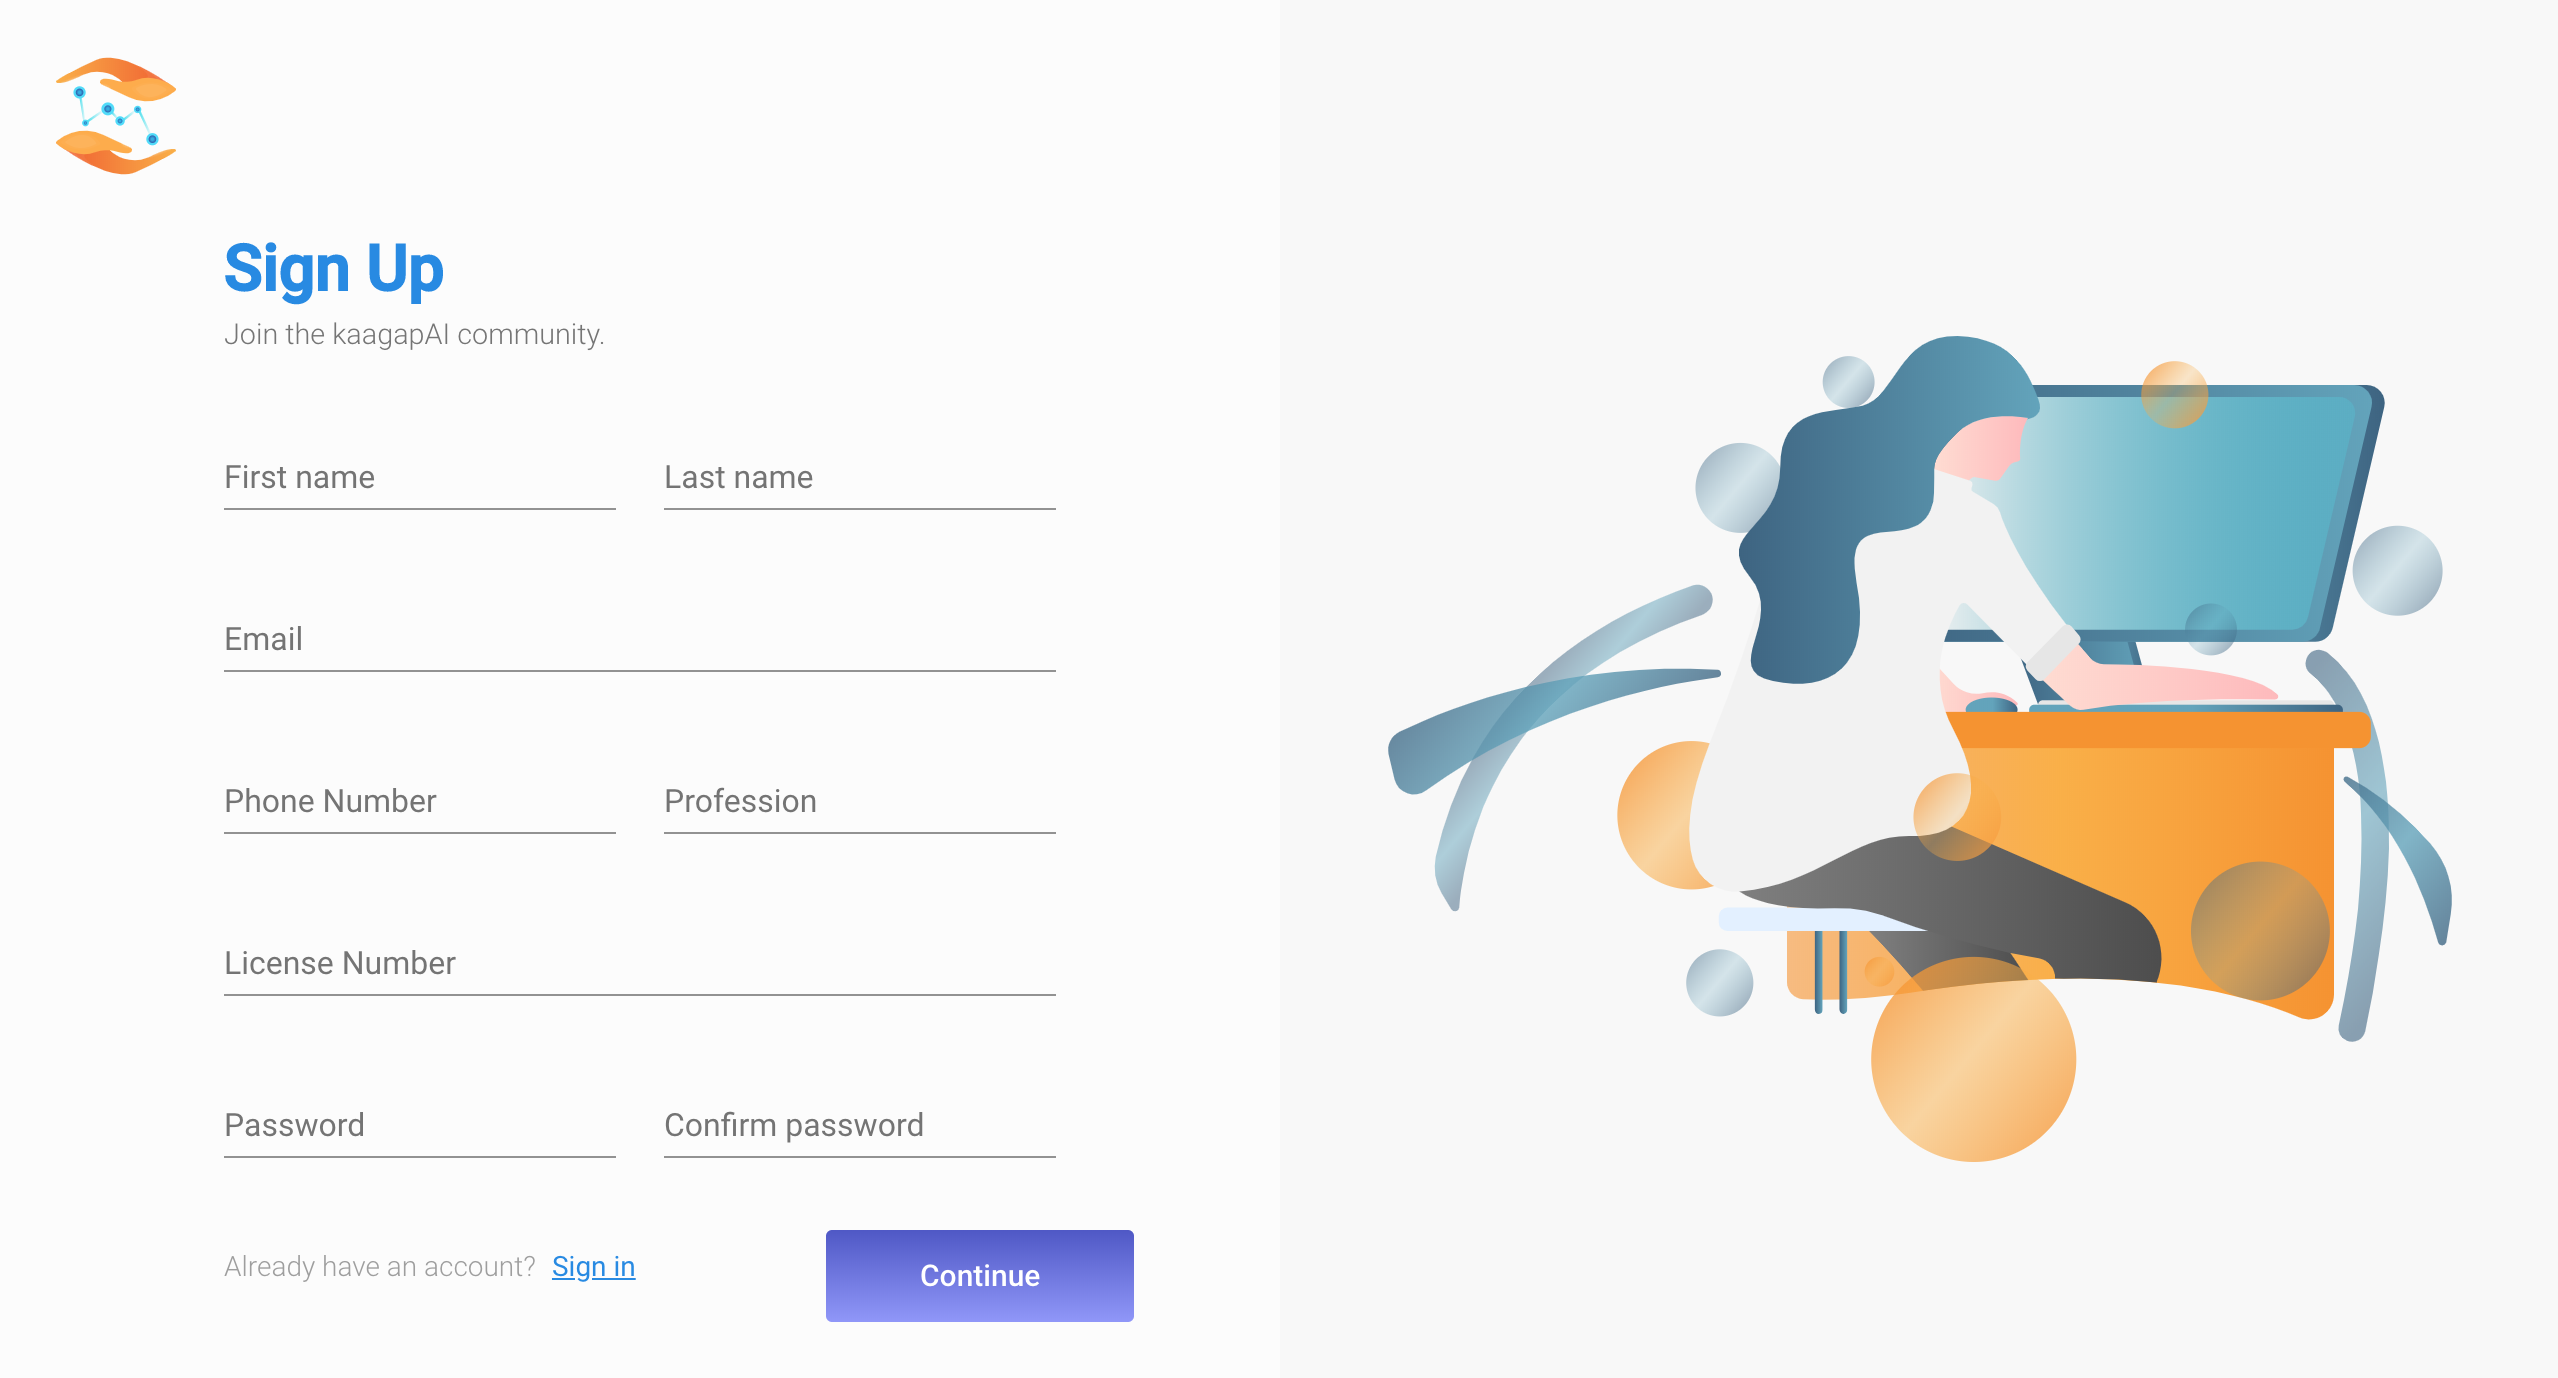 Sign Up
Join the kaagapAI community.
First name
Last name
Email
Phone Number
Profession
License Number
Password
Confirm password
Already have an account? Sign in
Continue